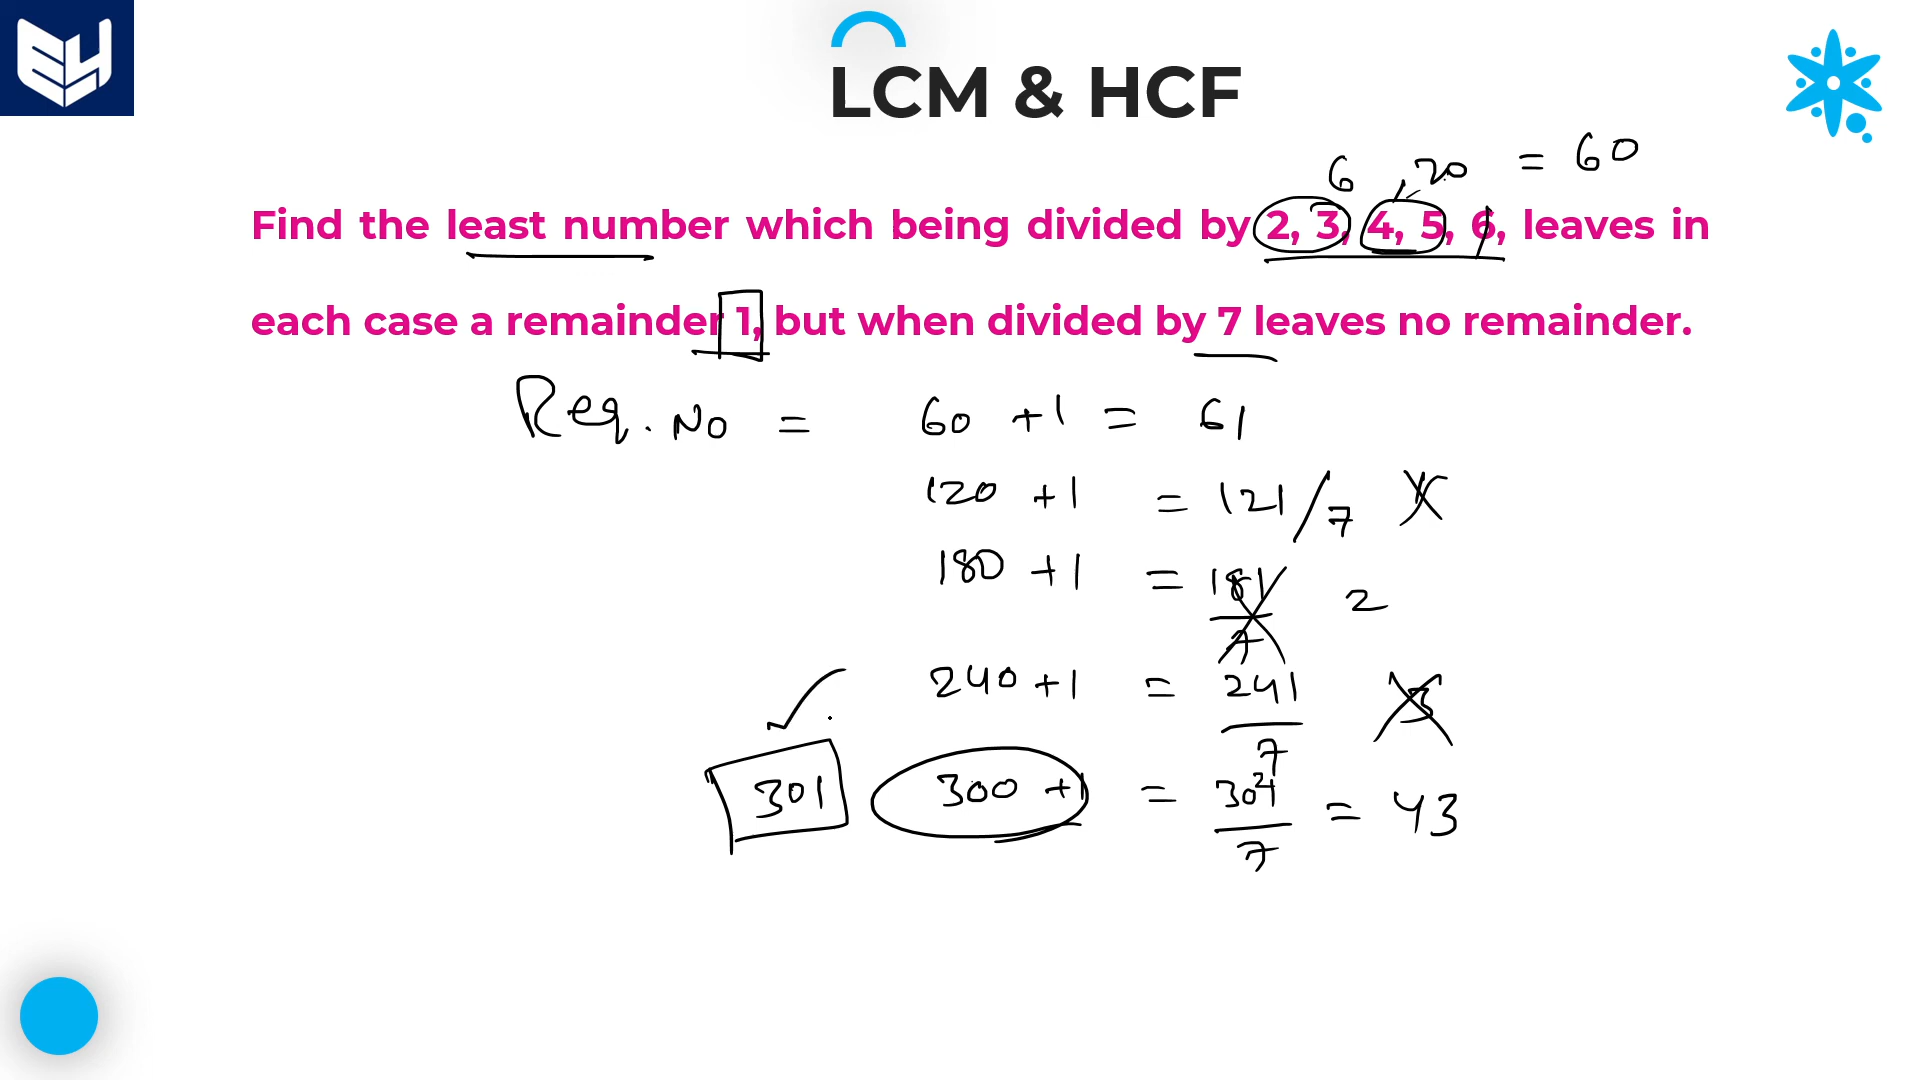 LCM & HCF
6 , 20 = 60
Find the least number which being divided by 2, 3, 4, 5, 6, leaves in
each case a remainder 1, but when divided by 7 leaves no remainder.
Req. No = 60 + 1 = 61
120 + 1 = 121/7
180 + 1 = 181/7 2
240 + 1 = 241/7 3
301 300 + 1 = 301/7 = 43